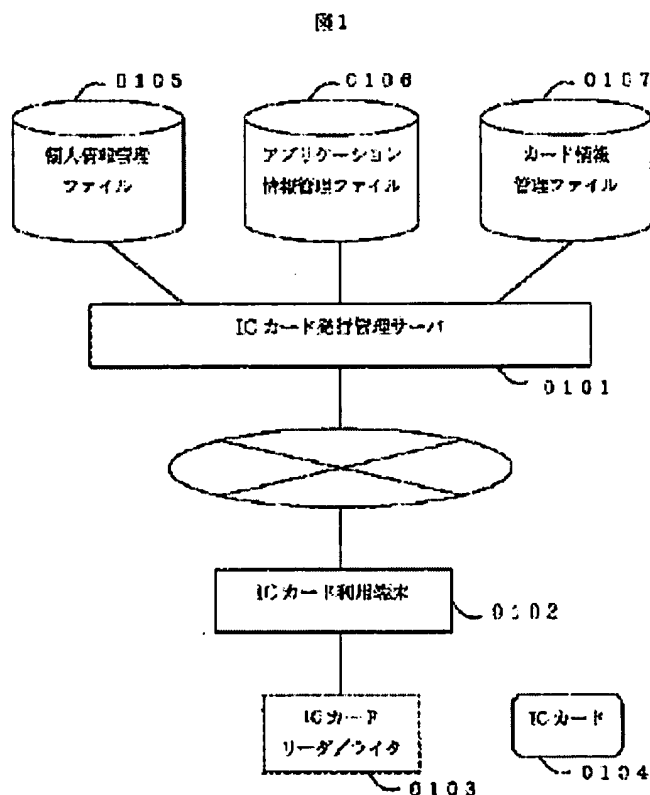 図1
0105
0106
0107
個人情報管理
ファイル
アプリケーション
情報管理ファイル
カード情報
管理ファイル
ICカード発行管理サーバ
0101
ICカード利用端末
0102
ICカード
リーダ/ライタ
0103
ICカード
0104